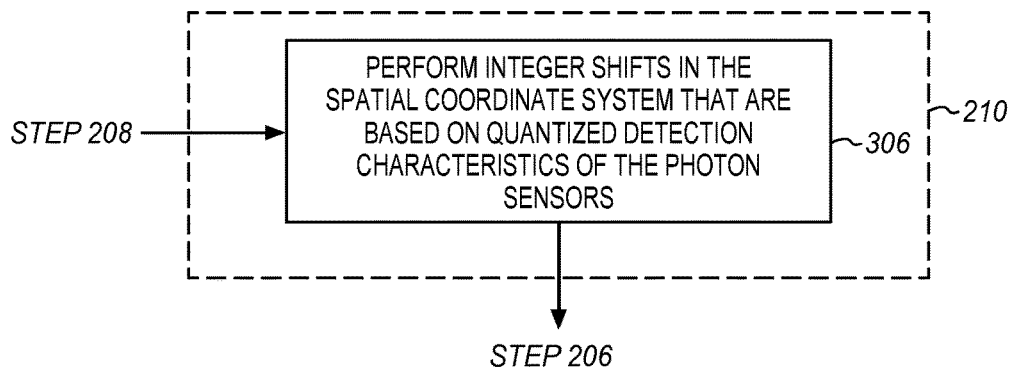 PERFORM INTEGER SHIFTS IN THE
SPATIAL COORDINATE SYSTEM THAT ARE
BASED ON QUANTIZED DETECTION
CHARACTERISTICS OF THE PHOTON
SENSORS
STEP 208
210
306
STEP 206